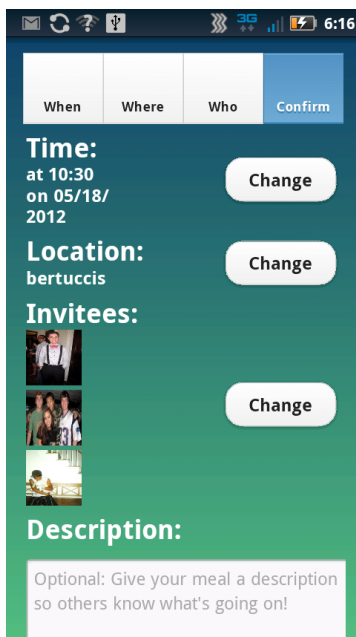 3G
6:16
When
Where
Who
Confirm
Time:
at 10:30
on 05/18/
2012
Change
Location:
bertuccis
Change
Invitees:
Change
Description:
Optional: Give your meal a description
so others know what's going on!